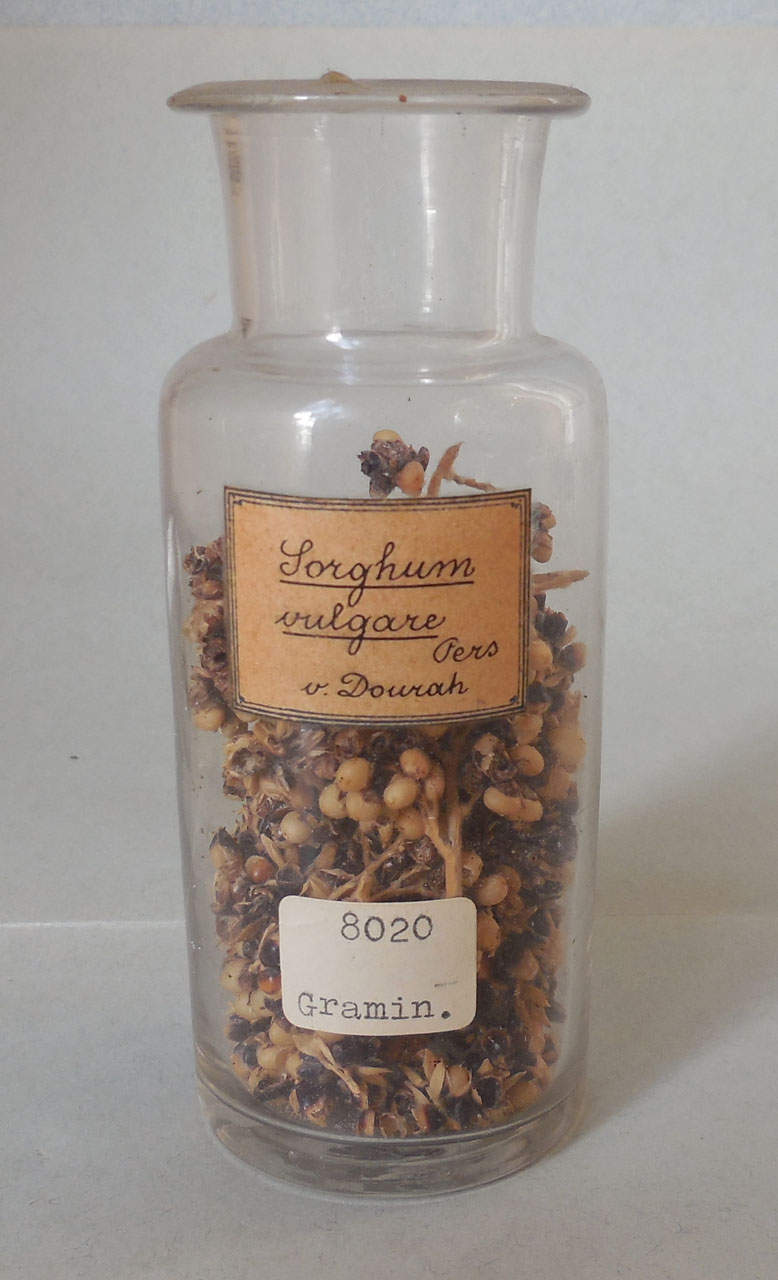 Sorghum
vulgare
Pers
v. Dourah
8020
Gramin.